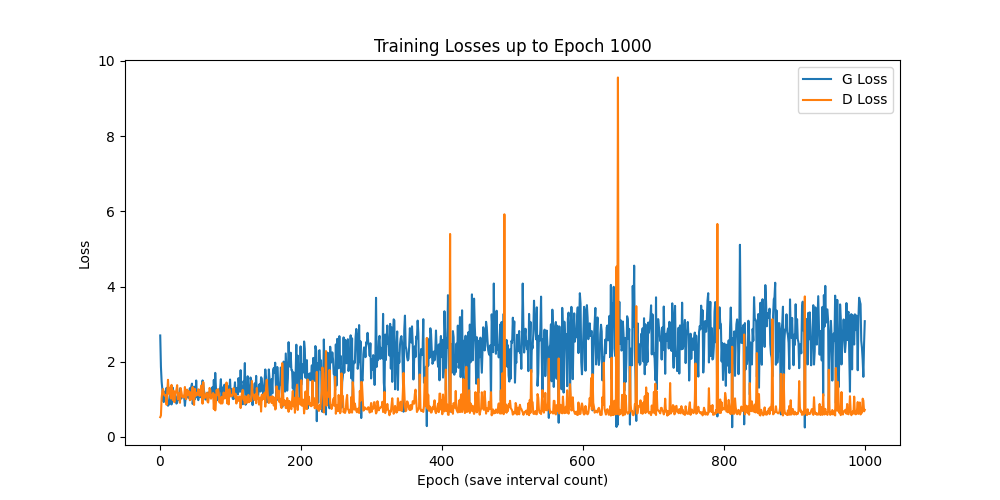 Training Losses up to Epoch 1000
G Loss
D Loss
10
8
6
4
2
0
Loss
0 200 400 600 800 1000
Epoch (save interval count)